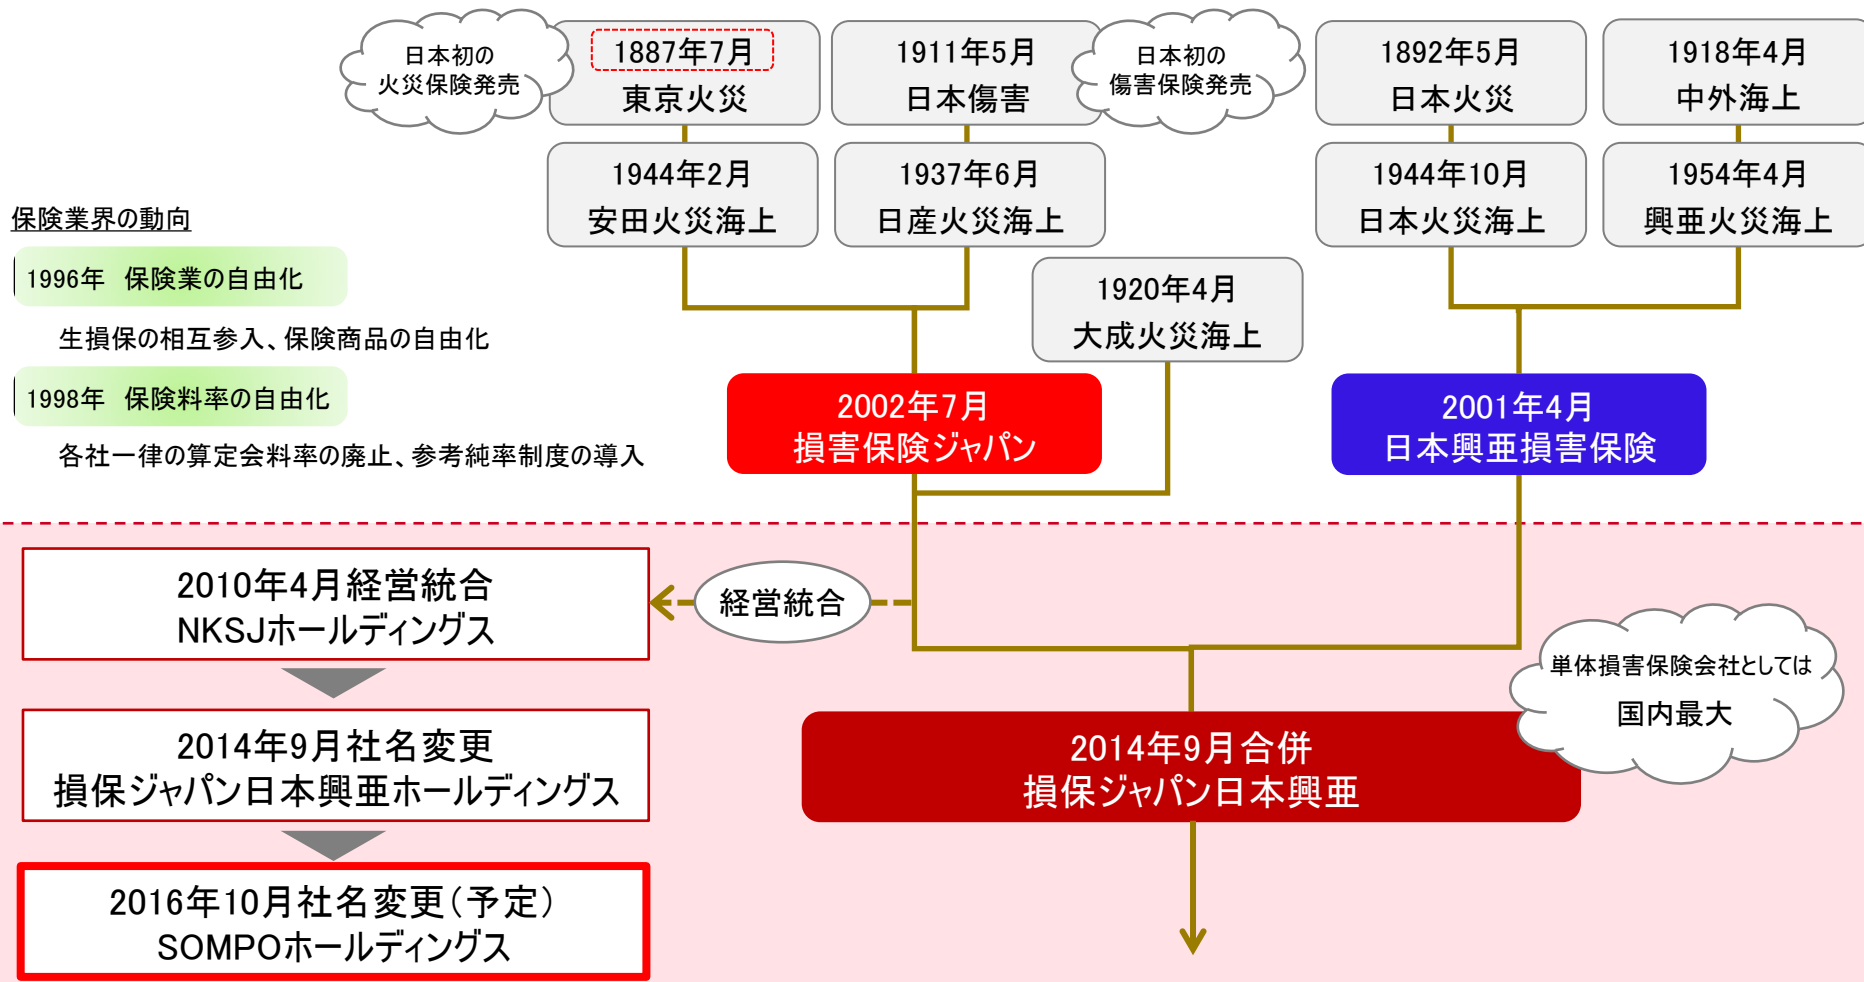 日本初の
火災保険発売
1887年7月
東京火災
1911年5月
日本傷害
日本初の
傷害保険発売
1892年5月
日本火災
1918年4月
中外海上
1944年2月
安田火災海上
1937年6月
日産火災海上
1944年10月
日本火災海上
1954年4月
興亜火災海上
保険業界の動向
1996年 保険業の自由化
生損保の相互参入、保険商品の自由化
1998年 保険料率の自由化
各社一律の算定会料率の廃止、参考純率制度の導入
1920年4月
大成火災海上
2002年7月
損害保険ジャパン
2001年4月
日本興亜損害保険
2010年4月経営統合
NKSJホールディングス
経営統合
2014年9月社名変更
損保ジャパン日本興亜ホールディングス
2014年9月合併
損保ジャパン日本興亜
単体損害保険会社としては
国内最大
2016年10月社名変更(予定)
SOMPOホールディングス